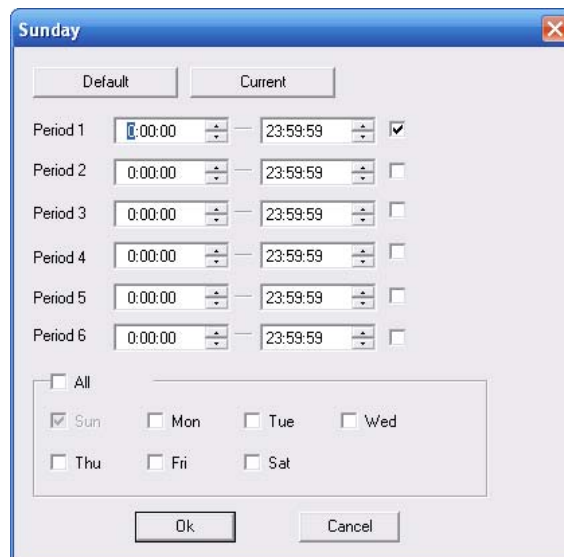 Sunday
Default Current
Period 1 0:00:00 — 23:59:59
Period 2 0:00:00 — 23:59:59
Period 3 0:00:00 — 23:59:59
Period 4 0:00:00 — 23:59:59
Period 5 0:00:00 — 23:59:59
Period 6 0:00:00 — 23:59:59
All
Sun Mon Tue Wed
Thu Fri Sat
Ok Cancel